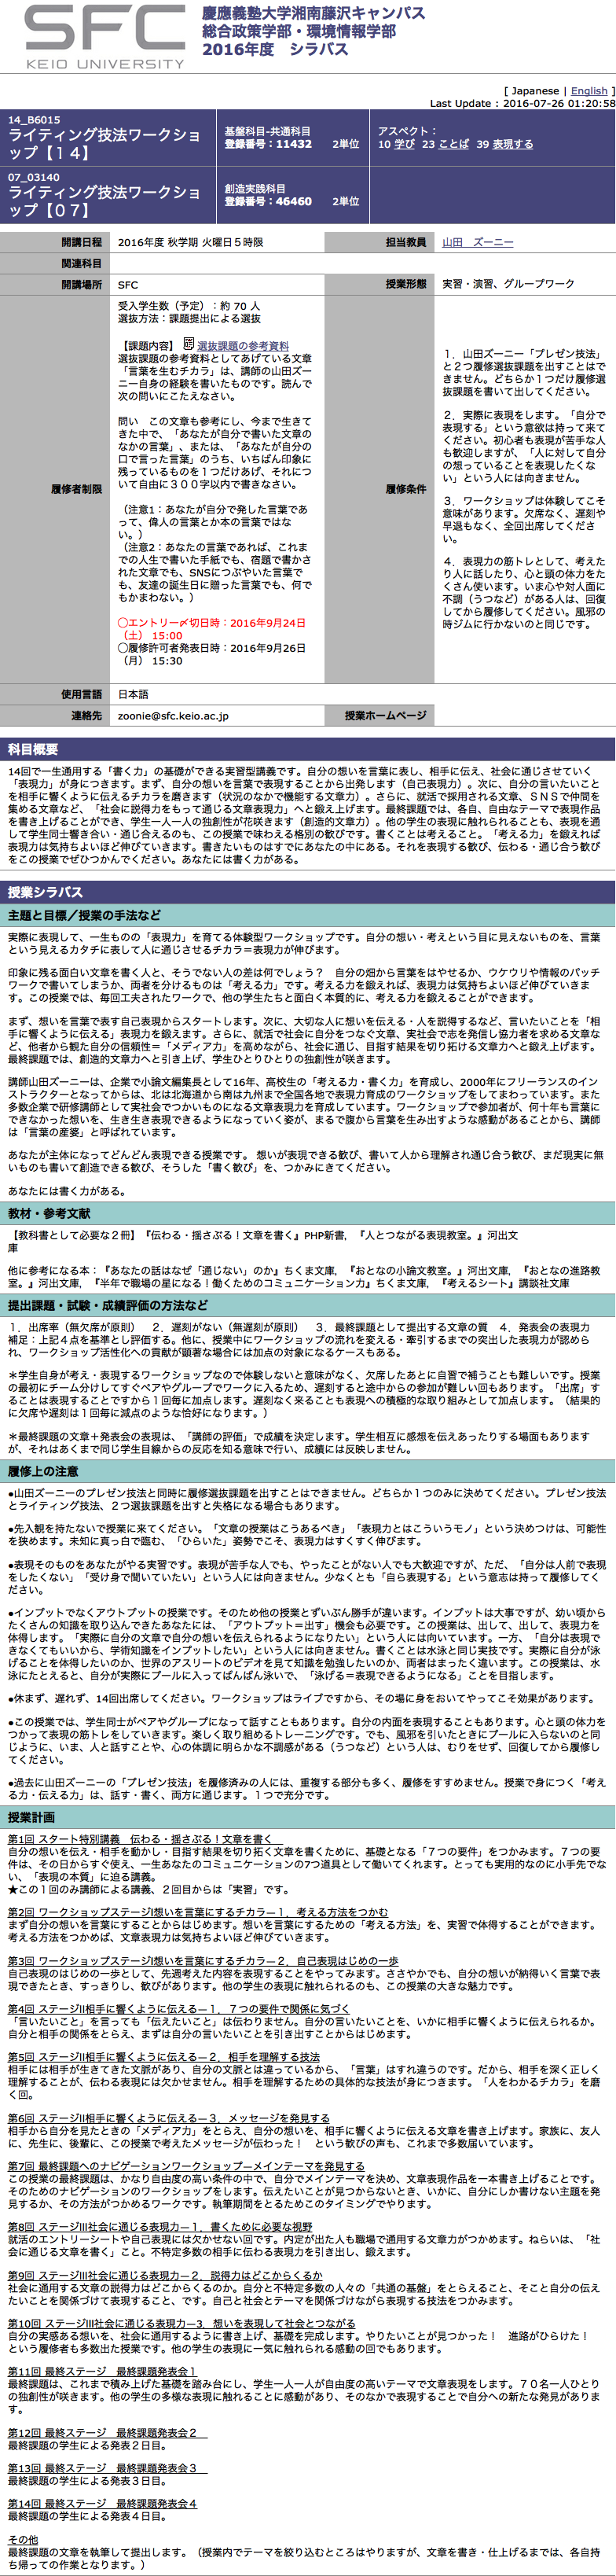 SFC
KEIO UNIVERSITY
慶應義塾大学湘南藤沢キャンパス
総合政策学部・環境情報学部
2016年度　シラバス
[ Japanese | English ]
Last Update : 2016-07-26 01:20:58
14_B6015
ライティング技法ワークショ
ップ【１４】
基盤科目-共通科目
登録番号：11432　2単位
アスペクト：
10 学び 23 ことば 39 表現する
07_03140
ライティング技法ワークショ
ップ【０７】
創造実践科目
登録番号：46460　2単位
開講日程
2016年度 秋学期 火曜日５時限
担当教員
山田　ズーニー
関連科目
開講場所
SFC
授業形態
実習・演習、グループワーク
履修者制限
受入学生数（予定）：約 70 人
選抜方法：課題提出による選抜
【課題内容】 選抜課題の参考資料
選抜課題の参考資料としてあげている文章
「言葉を生むチカラ」は、講師の山田ズー
ニー自身の経験を書いたものです。読んで
次の問いにこたえなさい。
問い　この文章も参考にし、今まで生きて
きた中で、「あなたが自分で書いた文章の
なかの言葉」、または、「あなたが自分の
口で言った言葉」のうち、いちばん印象に
残っているものを１つだけあげ、それにつ
いて自由に３００字以内で書きなさい。
（注意1：あなたが自分で発した言葉であ
って、偉人の言葉とか本の言葉ではな
い。）
（注意2：あなたの言葉であれば、これま
での人生で書いた手紙でも、宿題で書かさ
れた文章でも、SNSにつぶやいた言葉で
も、友達の誕生日に贈った言葉でも、何で
もかまわない。）
◯エントリー〆切日時：2016年9月24日
（土） 15:00
◯履修許可者発表日時：2016年9月26日
（月） 15:30
履修条件
１．山田ズーニー「プレゼン技法」
と２つ履修選抜課題を出すことはで
きません。どちらか１つだけ履修選
抜課題を書いて出してください。
２．実際に表現をします。「自分で
表現する」という意欲は持って来て
ください。初心者も表現が苦手な人
も歓迎しますが、「人に対して自分
の想っていることを表現したくな
い」という人には向きません。
３．ワークショップは体験してこそ
意味があります。欠席なく、遅刻や
早退もなく、全回出席してくださ
い。
４．表現力の筋トレとして、考えた
り人に話したり、心と頭の体力をた
くさん使います。いま心や対人面に
不調（うつなど）がある人は、回復
してから履修してください。風邪の
時ジムに行かないのと同じです。
使用言語
日本語
連絡先
zoonie@sfc.keio.ac.jp
授業ホームページ
科目概要
14回で一生通用する「書く力」の基礎ができる実習型講義です。自分の想いを言葉に表し、相手に伝え、社会に通じさせていく
「表現力」が身につきます。まず、自分の想いを言葉で表現することから出発します（自己表現力）。次に、自分の言いたいこと
を相手に響くように伝えるチカラを磨きます（状況のなかで機能する文章力）。さらに、就活で採用される文章、ＳＮＳで仲間を
集める文章など、「社会に説得力をもって通じる文章表現力」へと鍛え上げます。最終課題では、各自、自由なテーマで表現作品
を書き上げることができ、学生一人一人の独創性が花咲きます（創造的文章力）。他の学生の表現に触れられることも、表現を通
して学生同士響き合い・通じ合えるのも、この授業で味わえる格別の歓びです。書くことは考えること。「考える力」を鍛えれば
表現力は気持ちよいほど伸びていきます。書きたいものはすでにあなたの中にある。それを表現する歓び、伝わる・通じ合う歓び
をこの授業でぜひつかんでください。あなたには書く力がある。
授業シラバス
主題と目標／授業の手法など
実際に表現して、一生ものの「表現力」を育てる体験型ワークショップです。自分の想い・考えという目に見えないものを、言葉
という見えるカタチに表して人に通じさせるチカラ＝表現力が伸びます。
印象に残る面白い文章を書く人と、そうでない人の差は何でしょう？　自分の畑から言葉をはやせるか、ウケウリや情報のパッチ
ワークで書いてしまうか、両者を分けるものは「考える力」です。考える力を鍛えれば、表現力は気持ちよいほど伸びていきま
す。この授業では、毎回工夫されたワークで、他の学生たちと面白く本質的に、考える力を鍛えることができます。
まず、想いを言葉で表す自己表現からスタートします。次に、大切な人に想いを伝える・人を説得するなど、言いたいことを「相
手に響くように伝える」表現力を鍛えます。さらに、就活で社会に自分をつなぐ文章、実社会で志を発信し協力者を求める文章な
ど、他者から観た自分の信頼性＝「メディア力」を高めながら、社会に通じ、目指す結果を切り拓ける文章力へと鍛え上げます。
最終課題では、創造的文章力へと引き上げ、学生ひとりひとりの独創性が咲きます。
講師山田ズーニーは、企業で小論文編集長として16年、高校生の「考える力・書く力」を育成し、2000年にフリーランスのイン
ストラクターとなってからは、北は北海道から南は九州まで全国各地で表現力育成のワークショップをしてまわっています。また
多数企業で研修講師として実社会でつかいものになる文章表現力を育成しています。ワークショップで参加者が、何十年も言葉に
できなかった想いを、生き生き表現できるようになっていく姿が、まるで腹から言葉を生み出すような感動があることから、講師
は「言葉の産婆」と呼ばれています。
あなたが主体になってどんどん表現できる授業です。 想いが表現できる歓び、書いて人から理解され通じ合う歓び、まだ現実に無
いものも書いて創造できる歓び、そうした「書く歓び」を、つかみにきてください。
あなたには書く力がある。
教材・参考文献
【教科書として必要な２冊】『伝わる・揺さぶる！文章を書く』PHP新書，『人とつながる表現教室。』河出文
庫
他に参考になる本：『あなたの話はなぜ「通じない」のか』ちくま文庫，『おとなの小論文教室。』河出文庫，『おとなの進路教
室。』河出文庫，『半年で職場の星になる！働くためのコミュニケーション力』ちくま文庫，『考えるシート』講談社文庫
提出課題・試験・成績評価の方法など
１．出席率（無欠席が原則）　２．遅刻がない（無遅刻が原則）　３．最終課題として提出する文章の質　４．発表会の表現力
補足：上記４点を基準とし評価する。他に、授業中にワークショップの流れを変える・牽引するまでの突出した表現力が認めら
れ、ワークショップ活性化への貢献が顕著な場合には加点の対象になるケースもある。
＊学生自身が考え・表現するワークショップなので体験しないと意味がなく、欠席したあとに自習で補うことも難しいです。授業
の最初にチーム分けしてすぐペアやグループでワークに入るため、遅刻すると途中からの参加が難しい回もあります。「出席」す
ることは表現することですから１回毎に加点します。遅刻なく来ることも表現への積極的な取り組みとして加点します。（結果的
に欠席や遅刻は１回毎に減点のような恰好になります。）
＊最終課題の文章＋発表会の表現は、「講師の評価」で成績を決定します。学生相互に感想を伝えあったりする場面もあります
が、それはあくまで同じ学生目線からの反応を知る意味で行い、成績には反映しません。
履修上の注意
●山田ズーニーのプレゼン技法と同時に履修選抜課題を出すことはできません。どちらか１つのみに決めてください。プレゼン技法
とライティング技法、２つ選抜課題を出すと失格になる場合もあります。
●先入観を持たないで授業に来てください。「文章の授業はこうあるべき」「表現力とはこういうモノ」という決めつけは、可能性
を狭めます。未知に真っ白で臨む、「ひらいた」姿勢でこそ、表現力はすくすく伸びます。
●表現そのものをあなたがやる実習です。表現が苦手な人でも、やったことがない人でも大歓迎ですが、ただ、「自分は人前で表現
をしたくない」「受け身で聞いていたい」という人には向きません。少なくとも「自ら表現する」という意志は持って履修してくだ
さい。
●インプットでなくアウトプットの授業です。そのため他の授業とずいぶん勝手が違います。インプットは大事ですが、幼い頃から
たくさんの知識を取り込んできたあなたには、「アウトプット＝出す」機会も必要です。この授業は、出して、出して、表現力を
体得します。「実際に自分の文章で自分の想いを伝えられるようになりたい」という人には向いています。一方、「自分は表現で
きなくてもいいから、学術知識をインプットしたい」という人には向きません。書くことは水泳と同じ実技です。実際に自分が泳
げることを体得したいのか、世界のアスリートのビデオを見て知識を勉強したいのか、両者はまったく違います。この授業は、水
泳にたとえると、自分が実際にプールに入ってばんばん泳いで、「泳げる＝表現できるようになる」ことを目指します。
●休まず、遅れず、14回出席してください。ワークショップはライブですから、その場に身をおいてやってこそ効果があります。
●この授業では、学生同士がペアやグループになって話すこともあります。自分の内面を表現することもあります。心と頭の体力を
つかって表現の筋トレをしていきます。楽しく取り組めるトレーニングです。でも、風邪を引いたときにプールに入らないのと同
じように、いま、人と話すことや、心の体調に明らかな不調感がある（うつなど）という人は、むりをせず、回復してから履修し
てください。
●過去に山田ズーニーの「プレゼン技法」を履修済みの人には、重複する部分も多く、履修をすすめません。授業で身につく「考え
る力・伝える力」は、話す・書く、両方に通じます。１つで充分です。
授業計画
第1回 スタート特別講義　伝わる・揺さぶる！文章を書く
自分の想いを伝え・相手を動かし・目指す結果を切り拓く文章を書くために、基礎となる「７つの要件」をつかみます。７つの要
件は、その日からすぐ使え、一生あなたのコミュニケーションの7つ道具として働いてくれます。とっても実用的なのに小手先でな
い、「表現の本質」に迫る講義。
★この１回のみ講師による講義、２回目からは「実習」です。
第2回 ワークショップステージI想いを言葉にするチカラ―１．考える方法をつかむ
まず自分の想いを言葉にすることからはじめます。想いを言葉にするための「考える方法」を、実習で体得することができます。
考える方法をつかめば、文章表現力は気持ちよいほど伸びていきます。
第3回 ワークショップステージI想いを言葉にするチカラ―２．自己表現はじめの一歩
自己表現のはじめの一歩として、先週考えた内容を表現することをやってみます。ささやかでも、自分の想いが納得いく言葉で表
現できたとき、すっきりし、歓びがあります。他の学生の表現に触れられるのも、この授業の大きな魅力です。
第4回 ステージII相手に響くように伝える―１．７つの要件で関係に気づく
「言いたいこと」を言っても「伝えたいこと」は伝わりません。自分の言いたいことを、いかに相手に響くように伝えられるか。
自分と相手の関係をとらえ、まずは自分の言いたいことを引き出すことからはじめます。
第5回 ステージII相手に響くように伝える―２．相手を理解する技法
相手には相手が生きてきた文脈があり、自分の文脈とは違っているから、「言葉」はすれ違うのです。だから、相手を深く正しく
理解することが、伝わる表現には欠かせません。相手を理解するための具体的な技法が身につきます。「人をわかるチカラ」を磨
く回。
第6回 ステージII相手に響くように伝える―３．メッセージを発見する
相手から自分を見たときの「メディア力」をとらえ、自分の想いを、相手に響くように伝える文章を書き上げます。家族に、友人
に、先生に、後輩に、この授業で考えたメッセージが伝わった！　という歓びの声も、これまで多数届いています。
第7回 最終課題へのナビゲーションワークショップ―メインテーマを発見する
この授業の最終課題は、かなり自由度の高い条件の中で、自分でメインテーマを決め、文章表現作品を一本書き上げることです。
そのためのナビゲーションのワークショップをします。伝えたいことが見つからないとき、いかに、自分にしか書けない主題を発
見するか、その方法がつかめるワークです。執筆期間をとるためこのタイミングでやります。
第8回 ステージIII社会に通じる表現力―１．書くために必要な視野
就活のエントリーシートや自己表現には欠かせない回です。内定が出た人も職場で通用する文章力がつかめます。ねらいは、「社
会に通じる文章を書く」こと。不特定多数の相手に伝わる表現力を引き出し、鍛えます。
第9回 ステージIII社会に通じる表現力―２．説得力はどこからくるか
社会に通用する文章の説得力はどこからくるのか。自分と不特定多数の人々の「共通の基盤」をとらえること、そこと自分の伝え
たいことを関係づけて表現すること、です。自己と社会とテーマを関係づけながら表現する技法をつかみます。
第10回 ステージIII社会に通じる表現力―3．想いを表現して社会とつながる
自分の実感ある想いを、社会に通用するように書き上げ、基礎を完成します。やりたいことが見つかった！　進路がひらけた！
という履修者も多数出た授業です。他の学生の表現に一気に触れられる感動の回でもあります。
第11回 最終ステージ　最終課題発表会１
最終課題は、これまで積み上げた基礎を踏み台にし、学生一人一人が自由度の高いテーマで文章表現をします。７０名一人ひとり
の独創性が咲きます。他の学生の多様な表現に触れることに感動があり、そのなかで表現することで自分への新たな発見がありま
す。
第12回 最終ステージ　最終課題発表会２
最終課題の学生による発表２日目。
第13回 最終ステージ　最終課題発表会３
最終課題の学生による発表３日目。
第14回 最終ステージ　最終課題発表会４
最終課題の学生による発表４日目。
その他
最終課題の文章を執筆して提出します。（授業内でテーマを絞り込むところはやりますが、文章を書き・仕上げるまでは、各自持
ち帰っての作業となります。）